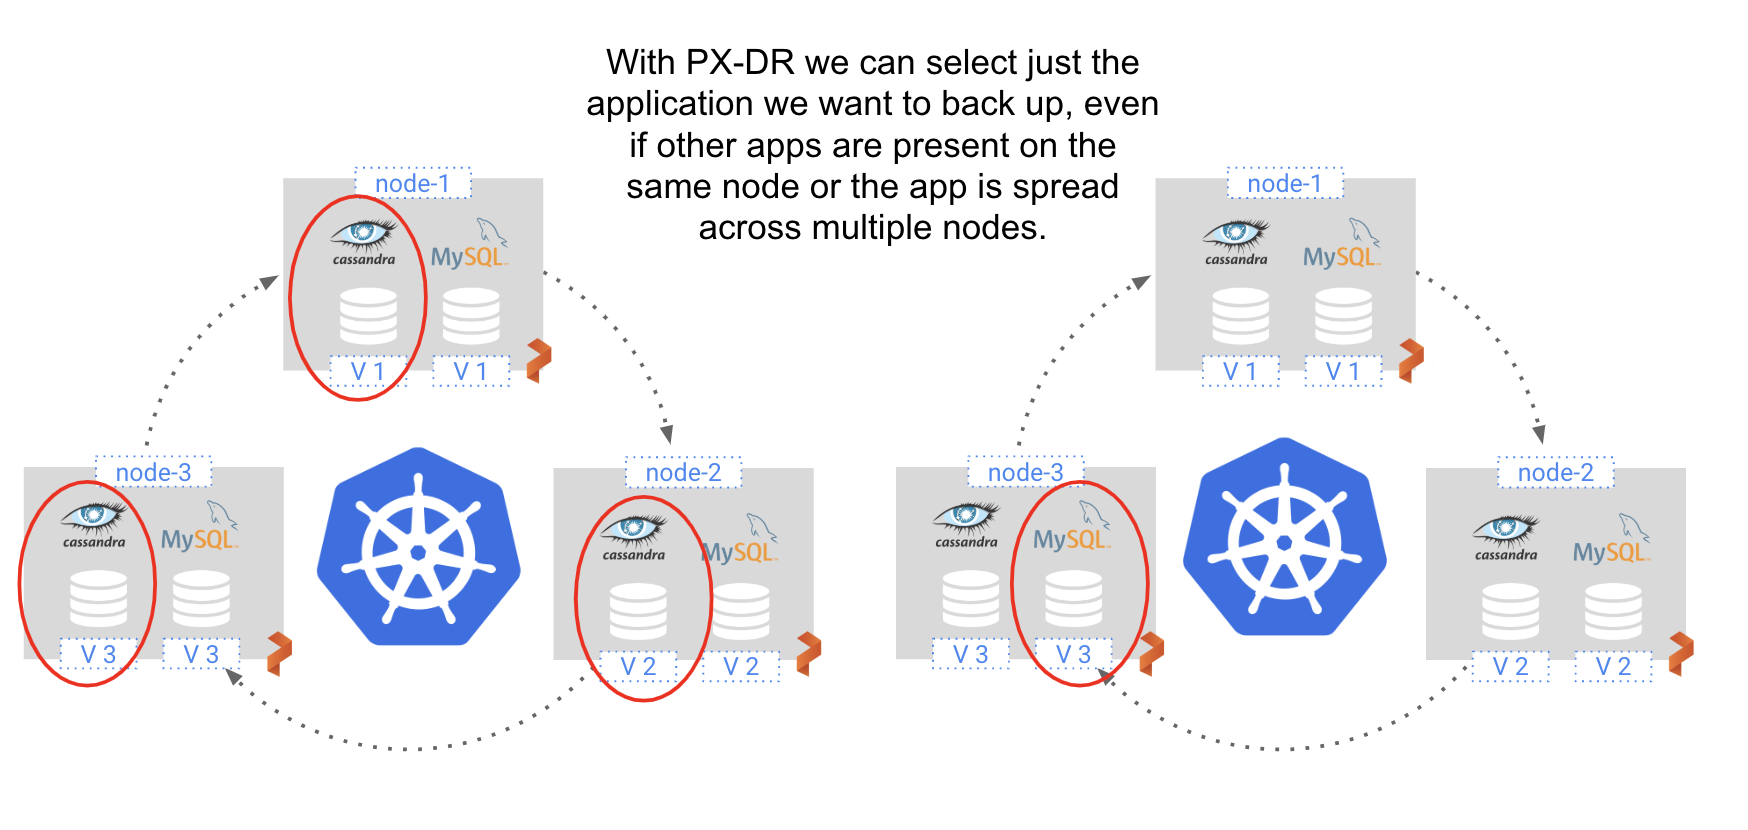 With PX-DR we can select just the
application we want to back up, even
if other apps are present on the
same node or the app is spread
across multiple nodes.
node-1
cassandra
MySQL
V 1
V 1
node-3
cassandra
MySQL
V 3
V 3
node-2
cassandra
MySQL
V 2
V 2
node-1
cassandra
MySQL
V 1
V 1
node-3
cassandra
MySQL
V 3
V 3
node-2
cassandra
MySQL
V 2
V 2